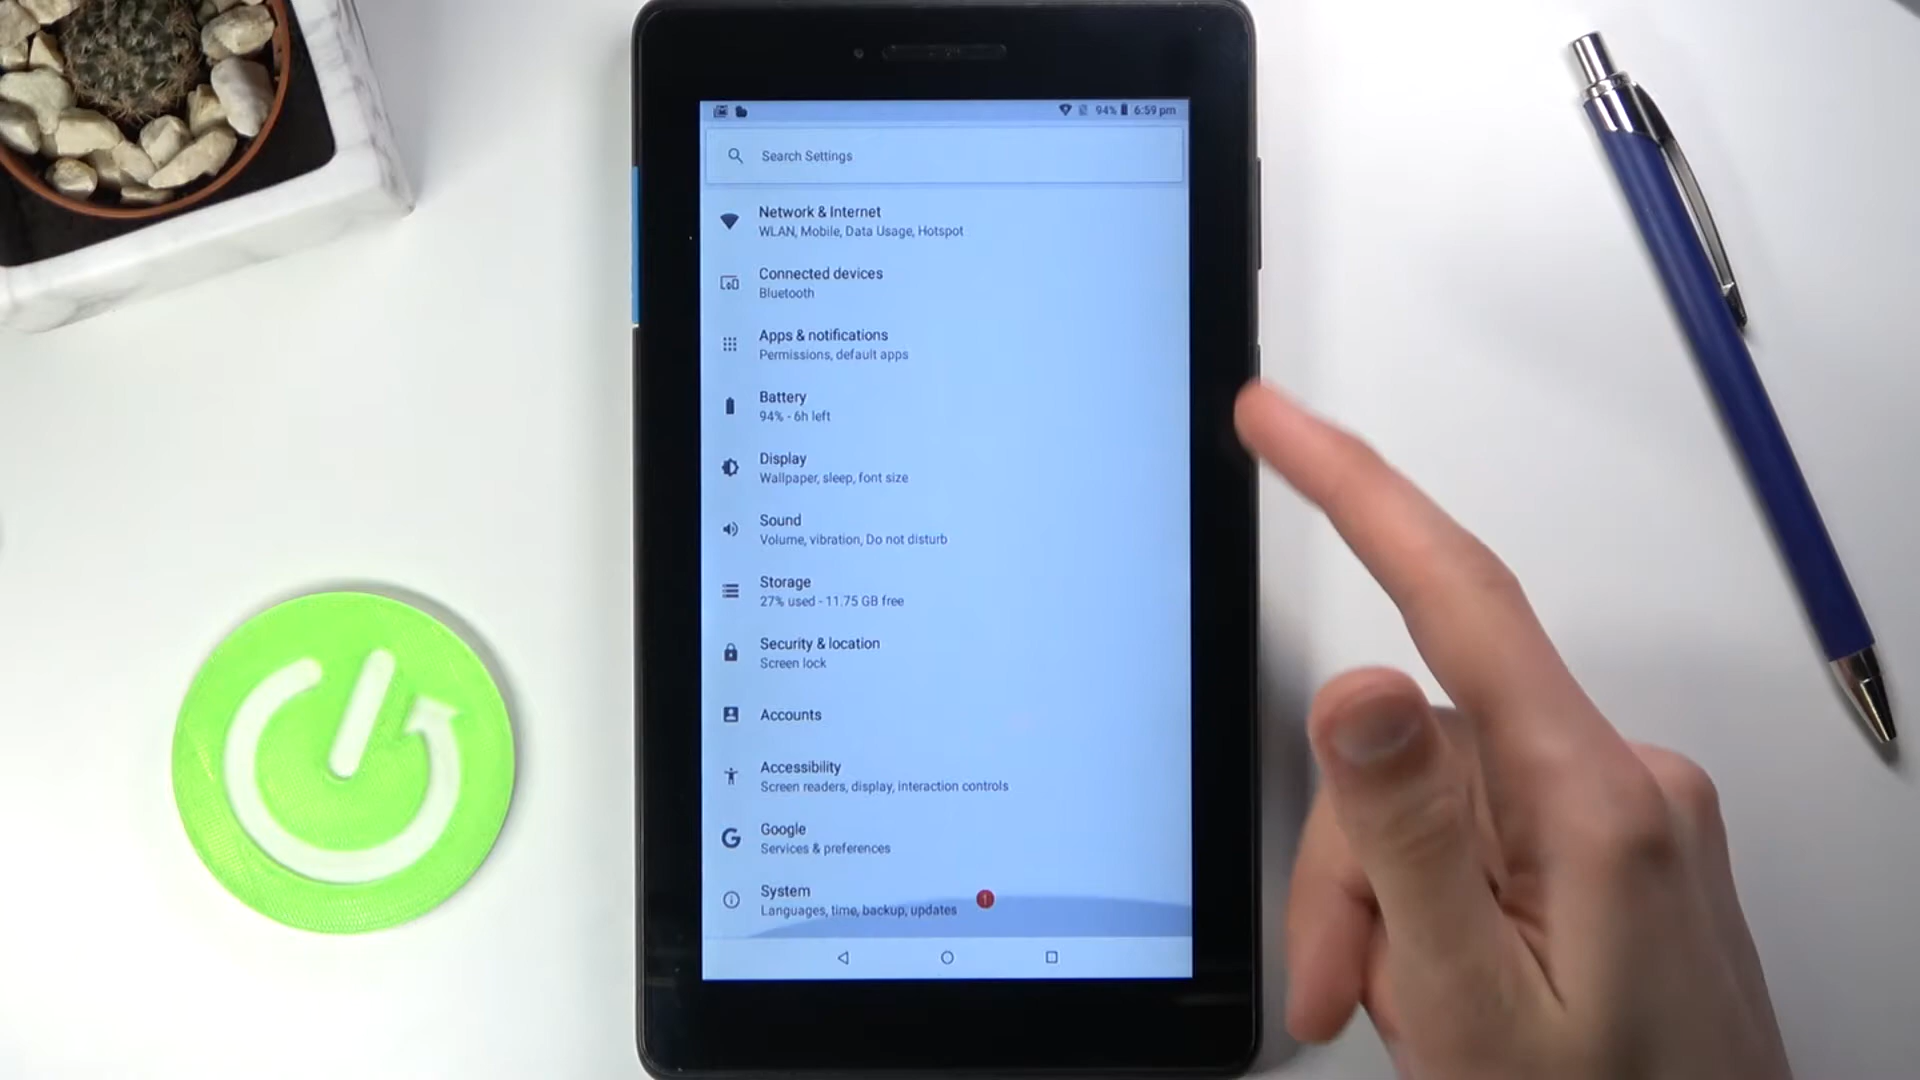 94% 6:59 pm
Search Settings
Network & Internet
WLAN, Mobile, Data Usage, Hotspot
Connected devices
Bluetooth
Apps & notifications
Permissions, default apps
Battery
94% - 6h left
Display
Wallpaper, sleep, font size
Sound
Volume, vibration, Do not disturb
Storage
27% used - 11.75 GB free
Security & location
Screen lock
Accounts
Accessibility
Screen readers, display, interaction controls
G Google
Services & preferences
System
Languages, time, backup, updates